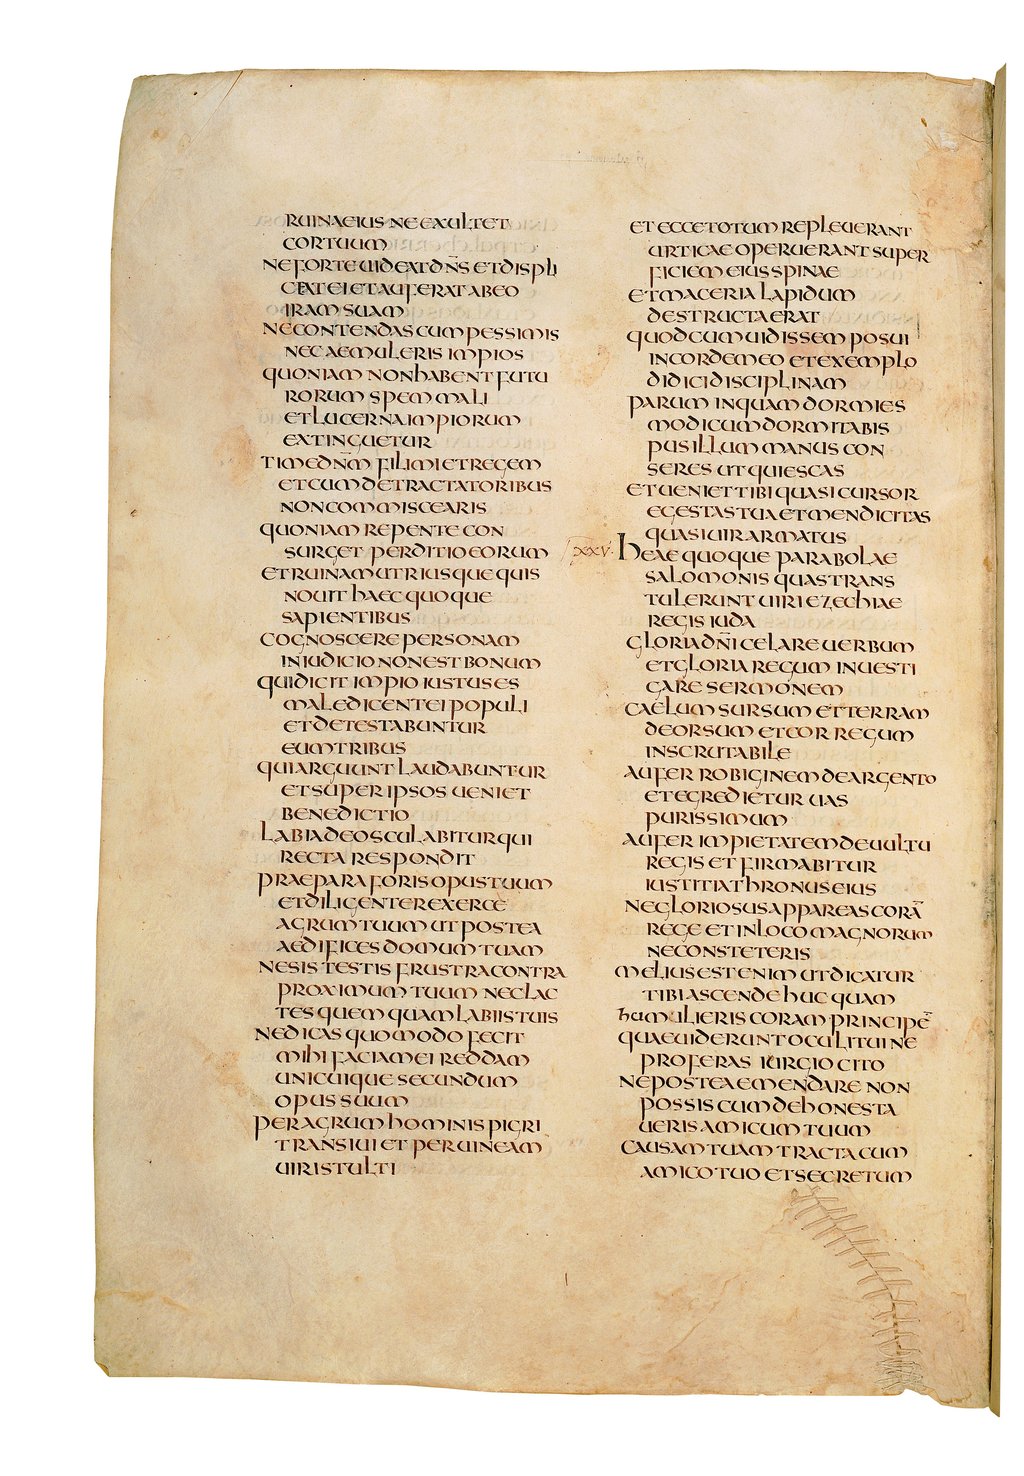 RUINA EIUS NE EXULTET
COR TUUM
NE FORTE UIDEAT DN̄S ET DISPLI
CEAT EI ET AUFERAT AB EO
IRAM SUAM
NE CONTENDAS CUM PESSIMIS
NEC AEMULERIS IMPIOS
QUONIAM NON HABENT FUTU
RORUM SPEM MALI
ET LUCERNA IMPIORUM
EXTINGUETUR
TIME DN̄M FILI MI ET REGEM
ET CUM DETRACTATORIBUS
NON COMMISCEARIS
QUONIAM REPENTE CON
SURGET PERDITIO EORUM
ET RUINAM UTRIUSQUE QUIS
NOUIT HAEC QUOQUE
SAPIENTIBUS
COGNOSCERE PERSONAM
IN IUDICIO NON EST BONUM
QUI DICIT IMPIO IUSTUS ES
MALEDICENT EI POPULI
ET DETESTABUNTUR
EUM TRIBUS
QUI ARGUUNT LAUDABUNTUR
ET SUPER IPSOS UENIET
BENEDICTIO
LABIA DEOSCULABITUR QUI
RECTA RESPONDIT
PRAEPARA FORIS OPUS TUUM
ET DILIGENTER EXERCE
AGRUM TUUM UT POSTEA
AEDIFICES DOMUM TUAM
NE SIS TESTIS FRUSTRA CONTRA
PROXIMUM TUUM NEC LAC
TES QUEMQUAM LABIIS TUIS
NE DICAS QUOMODO FECIT
MIHI FACIAM EI REDDAM
UNICUIQUE SECUNDUM
OPUS SUUM
PER AGRUM HOMINIS PIGRI
TRANSIUI ET PER UINEAM
UIRI STULTI
ET ECCE TOTUM REPLEUERANT
URTICAE OPERUERANT SUPER
FICIEM EIUS SPINAE
ET MACERIA LAPIDUM
DESTRUCTA ERAT
QUOD CUM UIDISSEM POSUI
IN CORDE MEO ET EXEMPLO
DIDICI DISCIPLINAM
PARUM INQUAM DORMIES
MODICUM DORMITABIS
PUSILLUM MANUS CON
SERES UT QUIESCAS
ET UENIET TIBI QUASI CURSOR
EGESTAS TUA ET MENDICITAS
QUASI UIR ARMATUS
XXV· HEAE QUOQUE PARABOLAE
SALOMONIS QUAS TRANS
TULERUNT UIRI EZECHIAE
REGIS IUDA
GLORIA DN̄I CELARE UERBUM
ET GLORIA REGUM INUESTI
GARE SERMONEM
CAELUM SURSUM ET TERRAM
DEORSUM ET COR REGUM
INSCRUTABILE
AUFER ROBIGINEM DE ARGENTO
ET EGREDIETUR UAS
PURISSIMUM
AUFER IMPIETATEM DE UULTU
REGIS ET FIRMABITUR
IUSTITIA THRONUS EIUS
NE GLORIOSUS APPAREAS CORĀ
REGE ET IN LOCO MAGNORUM
NE CONSTETERIS
MELIUS EST ENIM UT DICATUR
TIBI ASCENDE HUC QUAM
HUMILIERIS CORAM PRINCIPĒ
QUAE UIDERUNT OCULI TUI NE
PROFERAS IURGIO CITO
NE POSTEA EMENDARE NON
POSSIS CUM DEHONESTA
UERIS AMICUM TUUM
CAUSAM TUAM TRACTA CUM
AMICO TUO ET SECRETUM